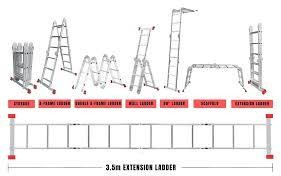 STORAGE
A-FRAME LADDER
DOUBLE A-FRAME LADDER
WALL LADDER
90° LADDER
SCAFFOLD
EXTENSION LADDER
3.5m EXTENSION LADDER